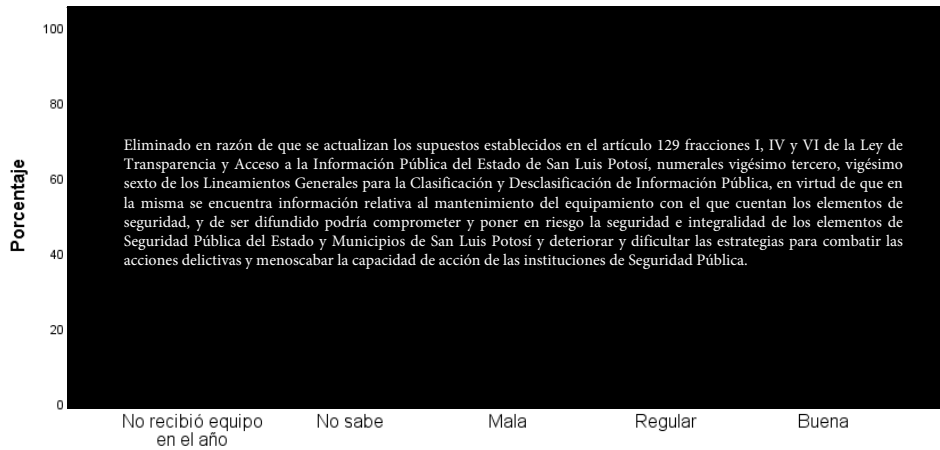 100
80
60
40
20
0
Porcentaje
Eliminado en razón de que se actualizan los supuestos establecidos en el artículo 129 fracciones I, IV y VI de la Ley de
Transparencia y Acceso a la Información Pública del Estado de San Luis Potosí, numerales vigésimo tercero, vigésimo
sexto de los Lineamientos Generales para la Clasificación y Desclasificación de Información Pública, en virtud de que en
la misma se encuentra información relativa al mantenimiento del equipamiento con el que cuentan los elementos de
seguridad, y de ser difundido podría comprometer y poner en riesgo la seguridad e integralidad de los elementos de
Seguridad Pública del Estado y Municipios de San Luis Potosí y deteriorar y dificultar las estrategias para combatir las
acciones delictivas y menoscabar la capacidad de acción de las instituciones de Seguridad Pública.
No recibió equipo
en el año
No sabe
Mala
Regular
Buena